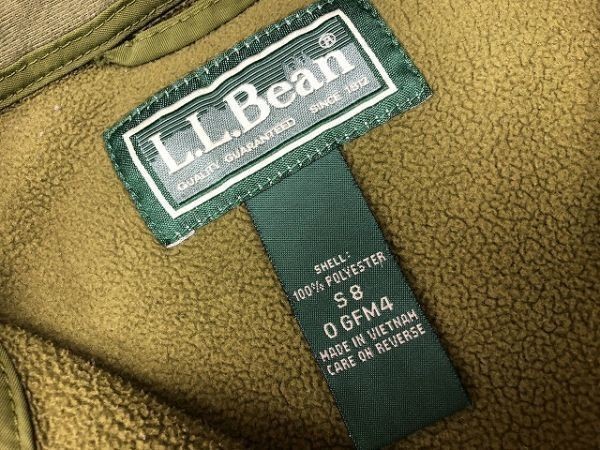 L.L.Bean®
QUALITY GUARANTEED SINCE 1912
SHELL:
100% POLYESTER
S 8
0 GFM4
MADE IN VIETNAM
CARE ON REVERSE